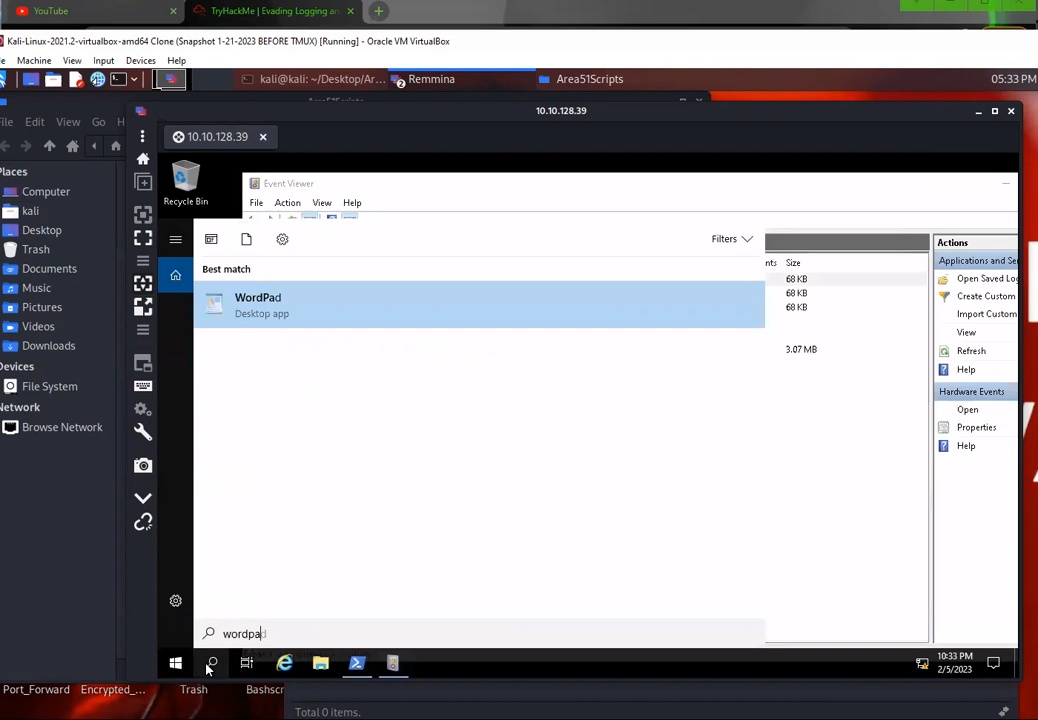 YouTube
TryHackMe | Evading Logging an
Kali-Linux-2021.2-virtualbox-amd64 Clone (Snapshot 1-21-2023 BEFORE TMUX) [Running] - Oracle VM VirtualBox
Machine View Input Devices Help
kali@kali: ~/Desktop/Ar... 2 Remmina Area51Scripts 05:33 PM
Area51Scripts
10.10.128.39
File Edit View Go
10.10.128.39
Places
Computer
kali
Desktop
Trash
Documents
Music
Pictures
Videos
Downloads
Devices
File System
Network
Browse Network
Recycle Bin
Event Viewer
File Action View Help
Filters
Best match
WordPad
Desktop app
Size
68 KB
68 KB
68 KB
3.07 MB
Actions
Applications and Se
Open Saved Log
Create Custom
Import Custom
View
Refresh
Help
Hardware Events
Open
Properties
Help
wordpad
10:33 PM
2/5/2023
Port_Forward Encrypted_... Trash Bashscr
Total 0 items.